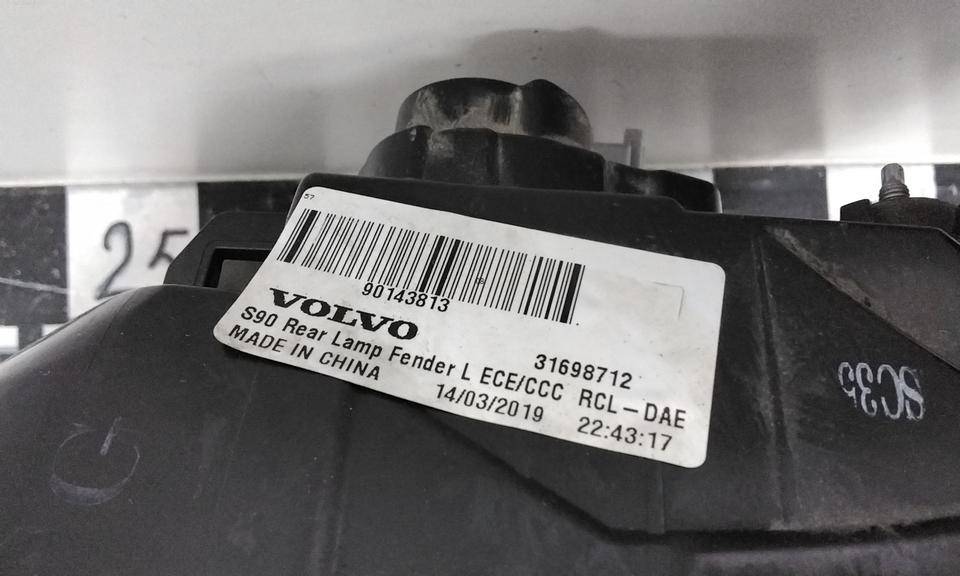 25
57
90143813
VOLVO
31698712
S90 Rear Lamp Fender L ECE/CCC RCL-DAE
MADE IN CHINA 14/03/2019 22:43:17